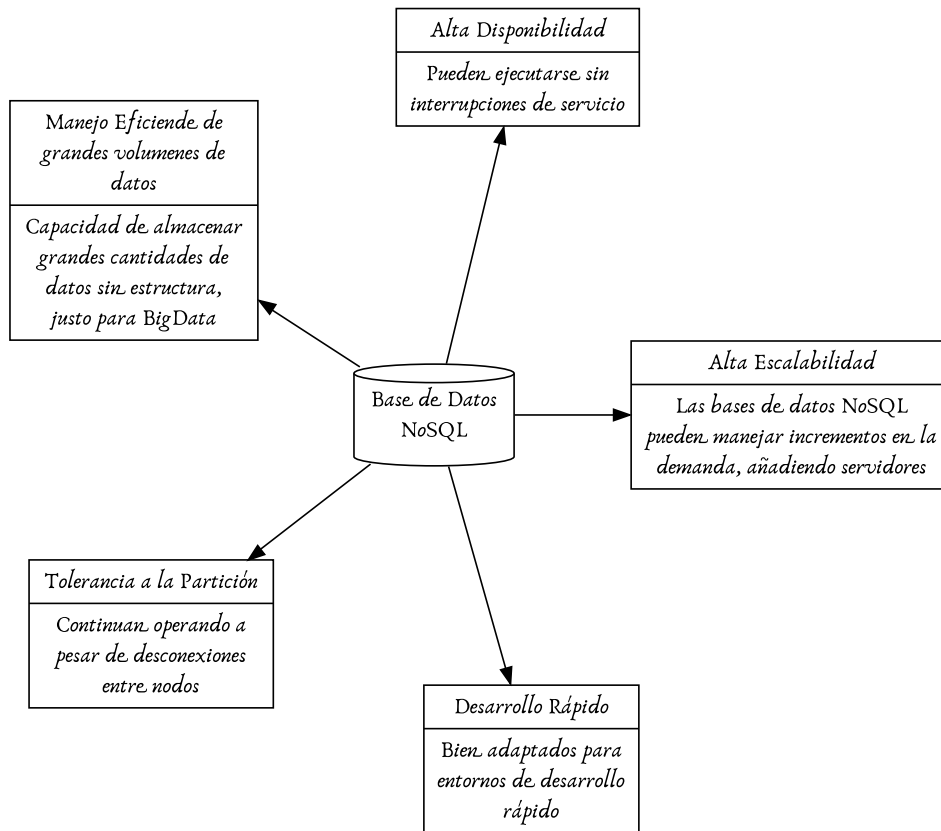 Alta Disponibilidad
Pueden ejecutarse sin
interrupciones de servicio
Manejo Eficiende de
grandes volumenes de
datos
Capacidad de almacenar
grandes cantidades de
datos sin estructura,
justo para BigData
Alta Escalabilidad
Las bases de datos NoSQL
pueden manejar incrementos en la
demanda, añadiendo servidores
Base de Datos
NoSQL
Tolerancia a la Partición
Continuan operando a
pesar de desconexiones
entre nodos
Desarrollo Rápido
Bien adaptados para
entornos de desarrollo
rápido